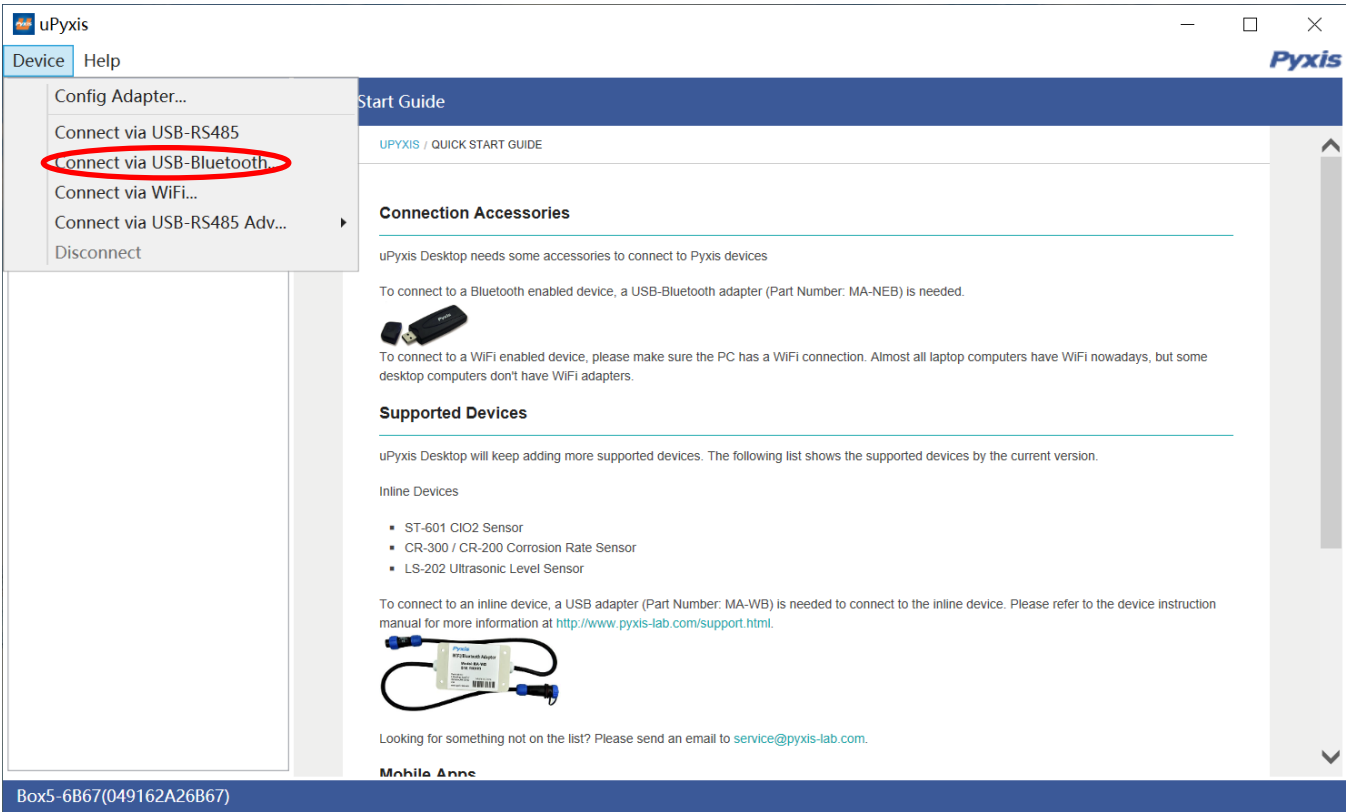 uPyxis
Device Help
Pyxis
Config Adapter...
Connect via USB-RS485
Connect via USB-Bluetooth...
Connect via WiFi...
Connect via USB-RS485 Adv...
Disconnect
Start Guide
UPYXIS / QUICK START GUIDE
Connection Accessories
uPyxis Desktop needs some accessories to connect to Pyxis devices
To connect to a Bluetooth enabled device, a USB-Bluetooth adapter (Part Number: MA-NEB) is needed.
Pyxis
To connect to a WiFi enabled device, please make sure the PC has a WiFi connection. Almost all laptop computers have WiFi nowadays, but some
desktop computers don't have WiFi adapters.
Supported Devices
uPyxis Desktop will keep adding more supported devices. The following list shows the supported devices by the current version.
Inline Devices
ST-601 ClO2 Sensor
CR-300 / CR-200 Corrosion Rate Sensor
LS-202 Ultrasonic Level Sensor
To connect to an inline device, a USB adapter (Part Number: MA-WB) is needed to connect to the inline device. Please refer to the device instruction
manual for more information at http://www.pyxis-lab.com/support.html.
Pyxis
Bluetooth Adapter
Model MA-WB
Looking for something not on the list? Please send an email to service@pyxis-lab.com.
Mobile Apps
Box5-6B67(049162A26B67)